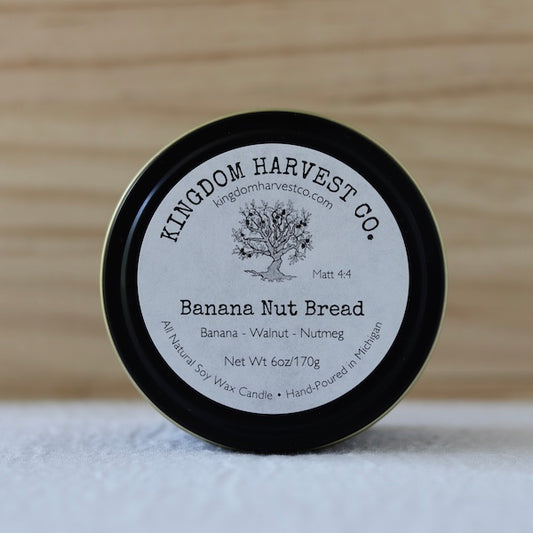 KINGDOM HARVEST CO.
kingdomharvestco.com
Matt 4:4
Banana Nut Bread
Banana - Walnut - Nutmeg
Net Wt 6oz/170g
All Natural Soy Wax Candle • Hand-Poured in Michigan